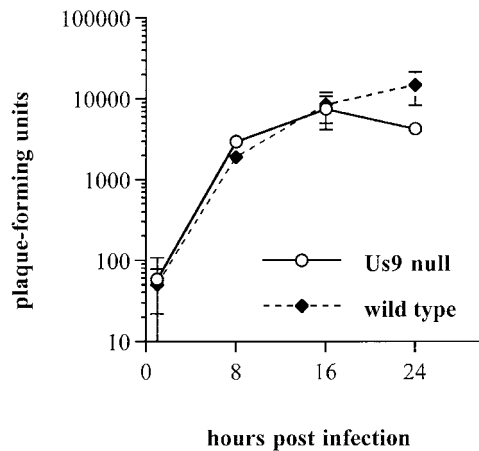 100000
10000
1000
100
10
plaque-forming units
Us9 null
wild type
0 8 16 24
hours post infection